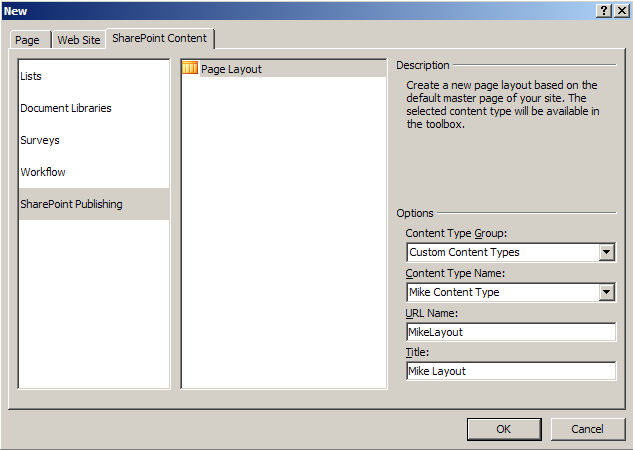 New
Page
Web Site
SharePoint Content
Lists
Document Libraries
Surveys
Workflow
SharePoint Publishing
Page Layout
Description
Create a new page layout based on the
default master page of your site. The
selected content type will be available in
the toolbox.
Options
Content Type Group:
Custom Content Types
Content Type Name:
Mike Content Type
URL Name:
MikeLayout
Title:
Mike Layout
OK
Cancel